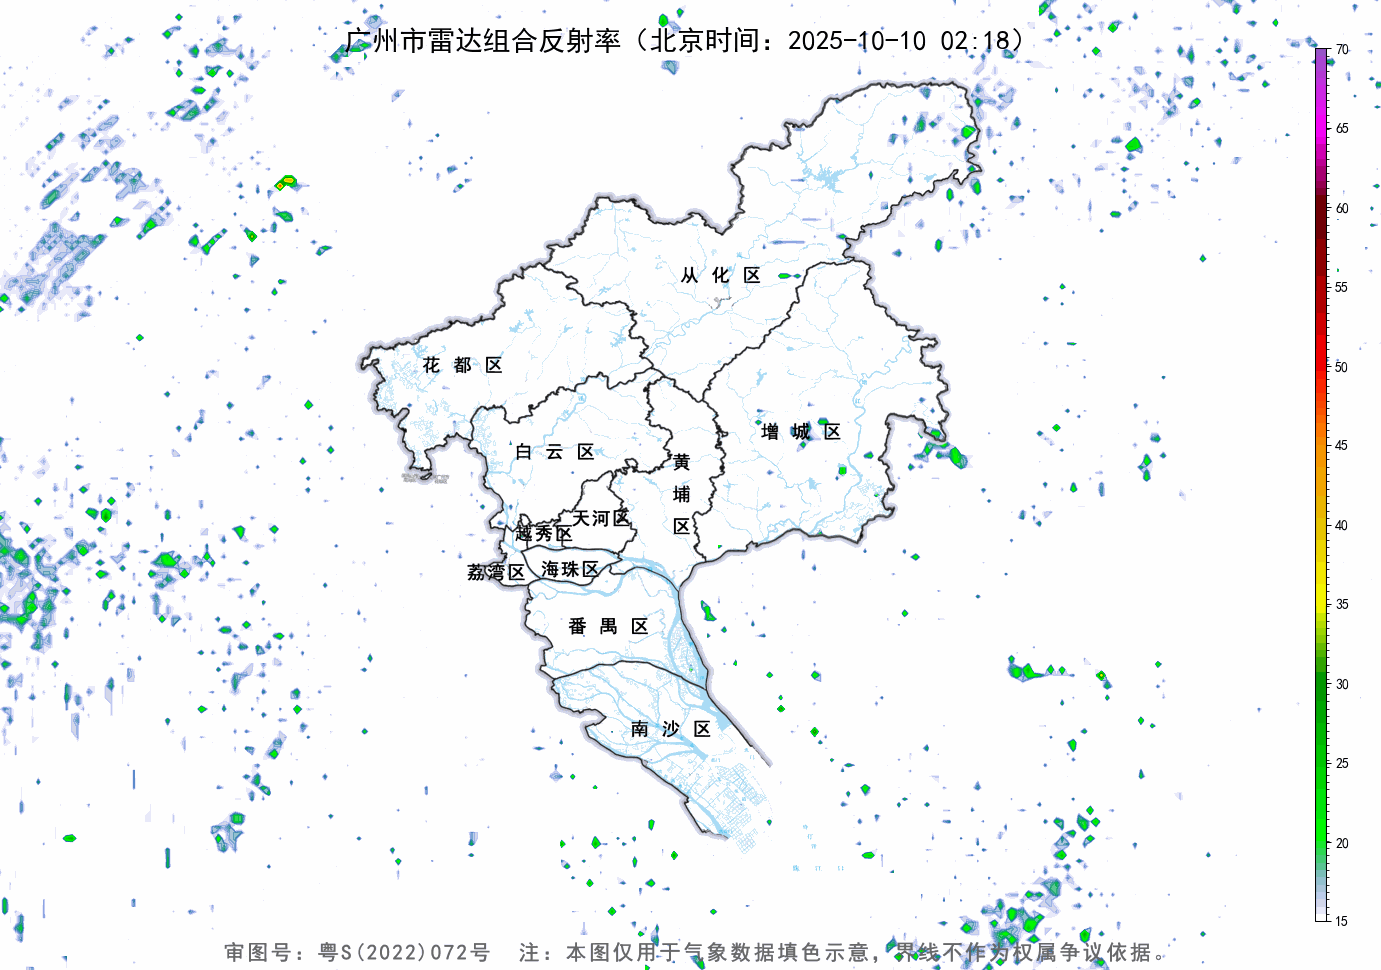 广州市雷达组合反射率（北京时间：2025-10-10 02:18）
70
65
60
55
50
45
40
35
30
25
20
15
从化区
花都区
增城区
白云区
黄埔区
天河区
越秀区
荔湾区
海珠区
番禺区
南沙区
审图号：粤S(2022)072号 注：本图仅用于气象数据填色示意，界线不作为权属争议依据。